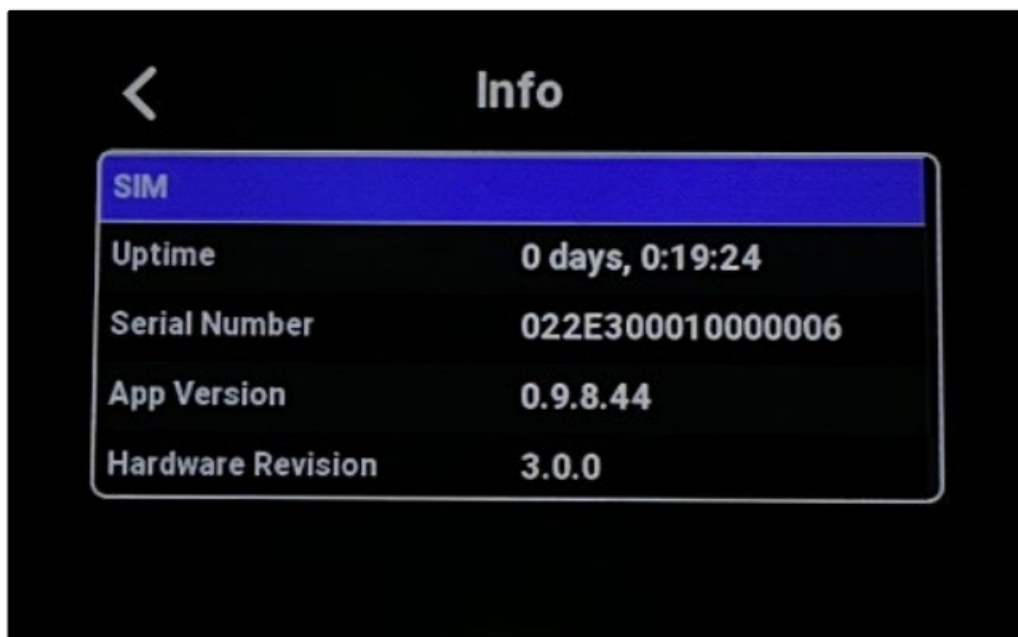 Info
SIM
Uptime 0 days, 0:19:24
Serial Number 022E300010000006
App Version 0.9.8.44
Hardware Revision 3.0.0